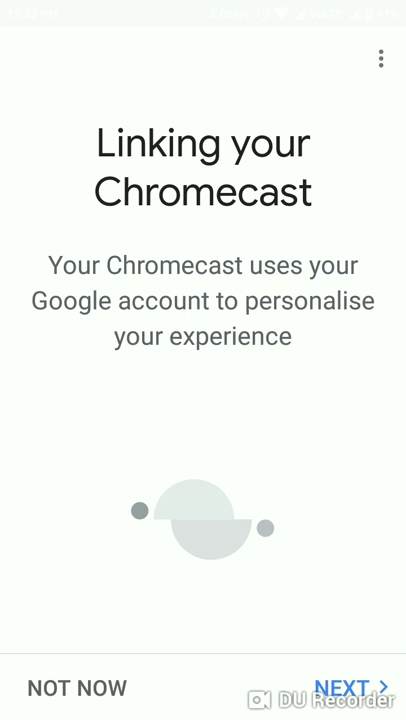 Linking your
Chromecast
Your Chromecast uses your
Google account to personalise
your experience
NOT NOW
NEXT
DU Recorder